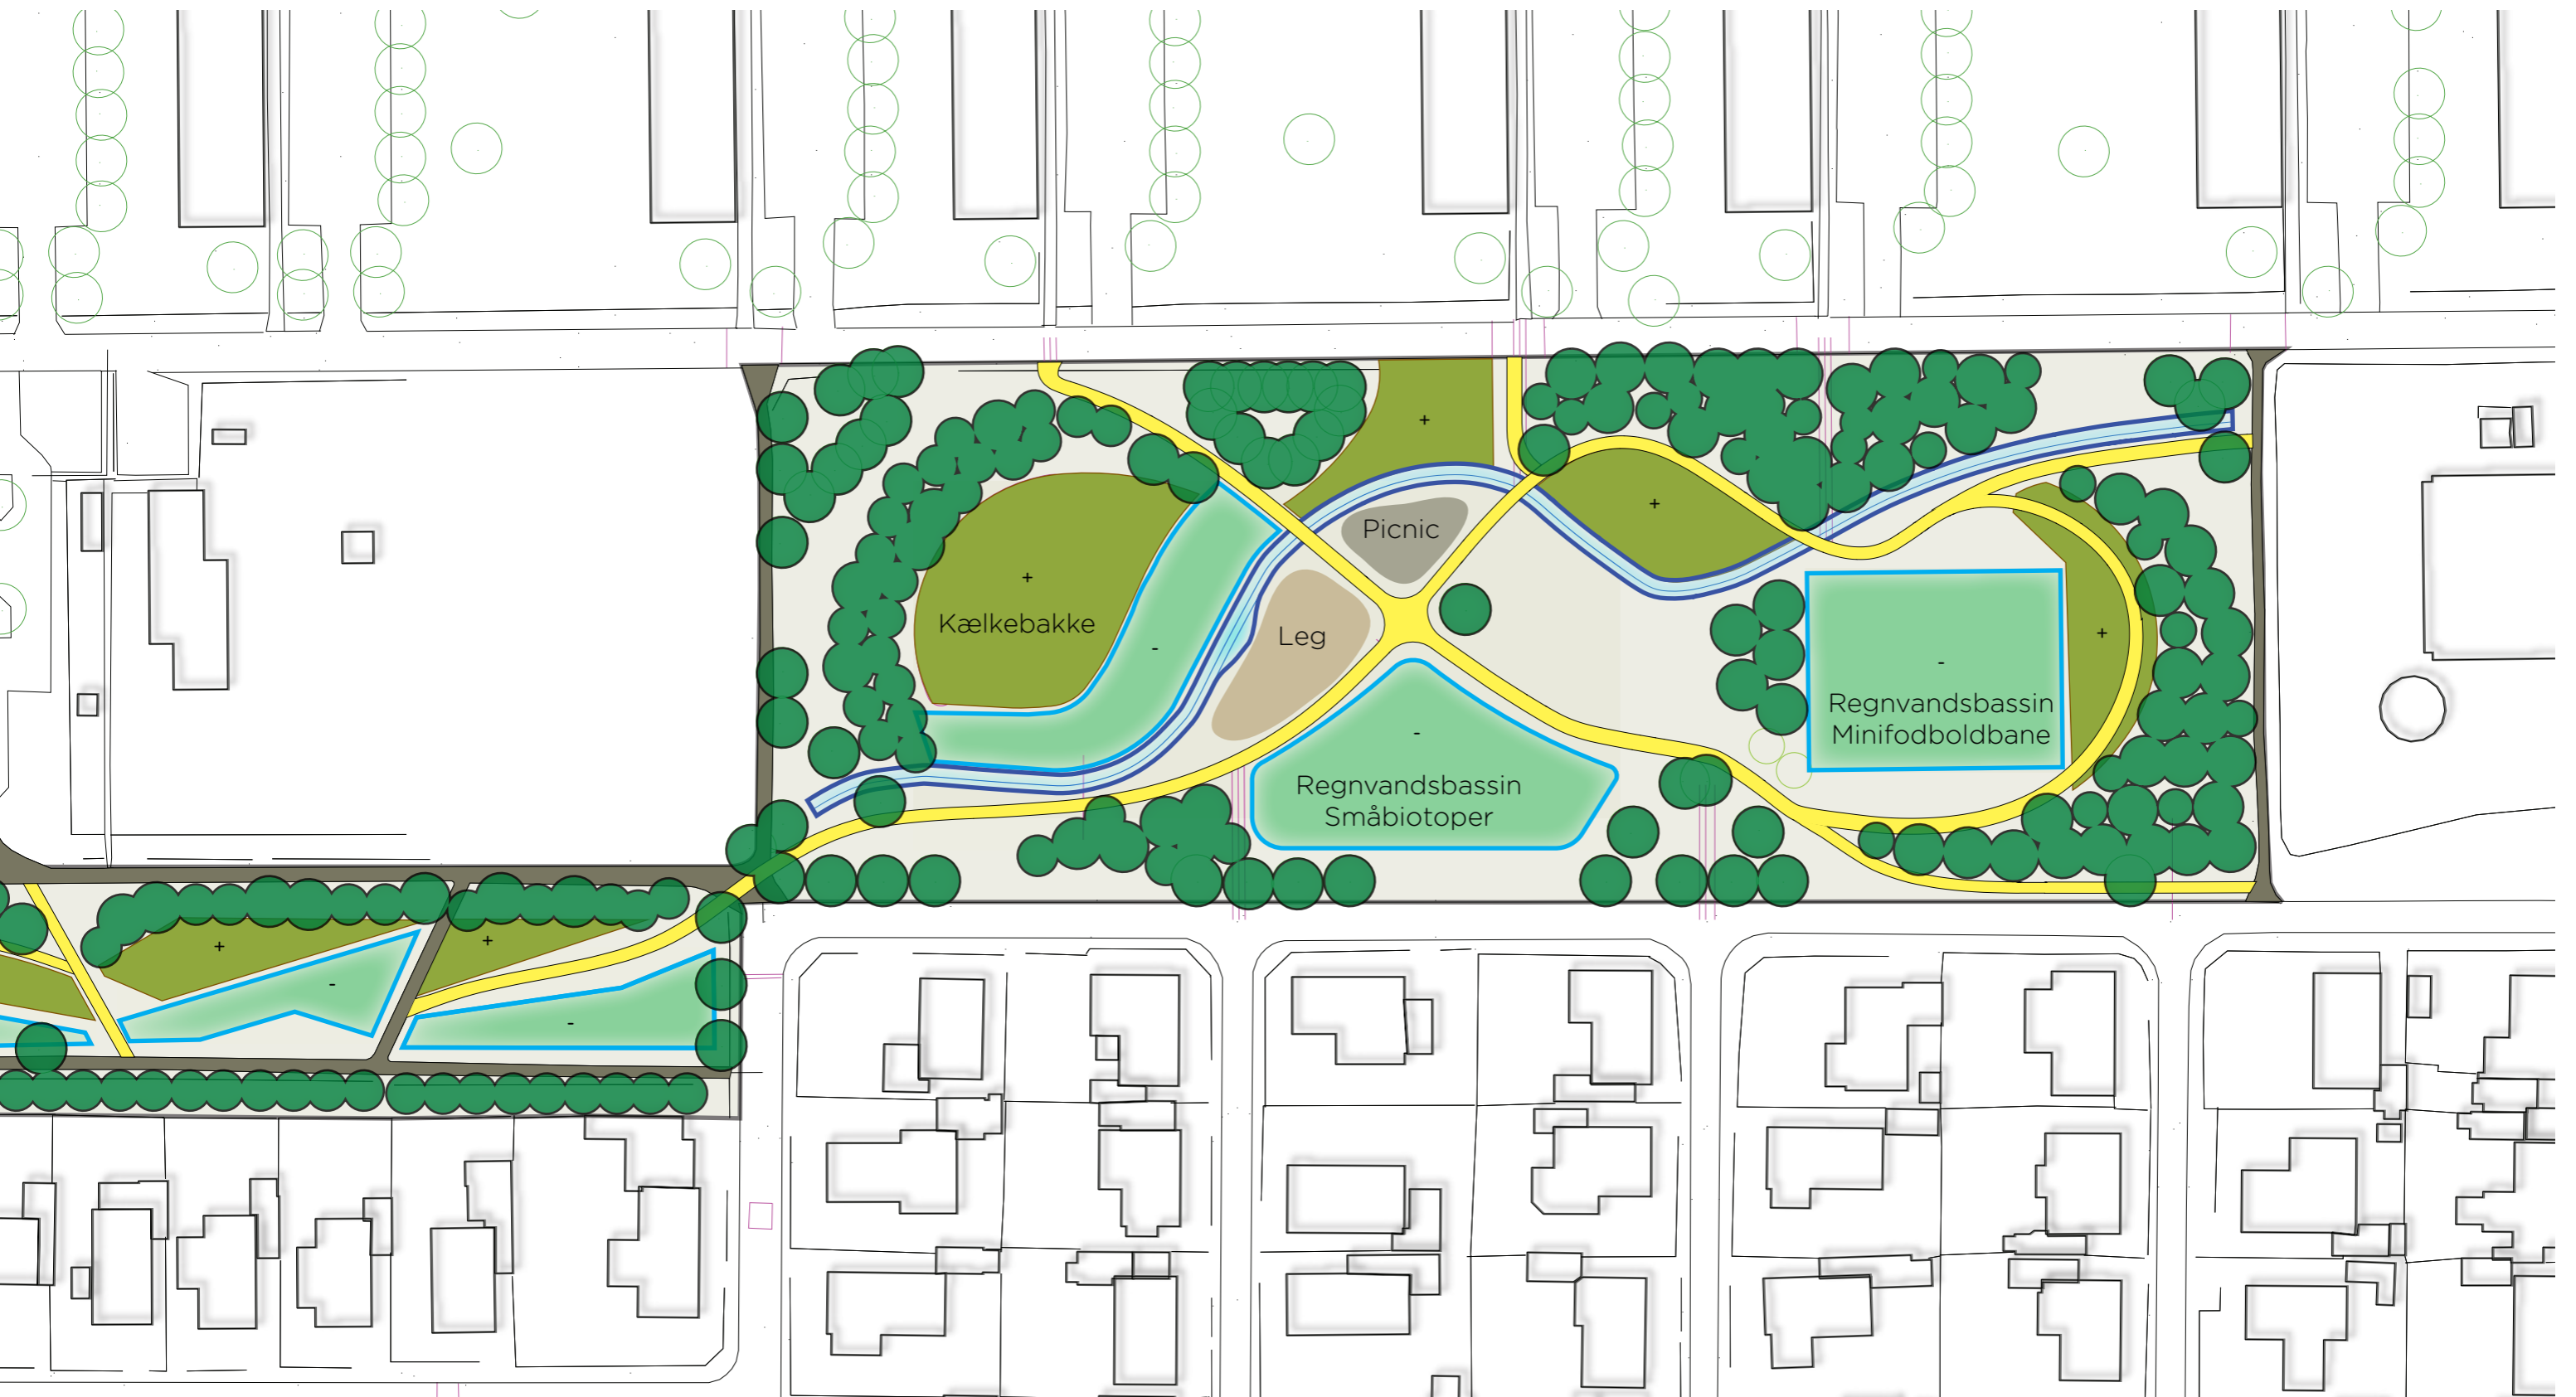 +
Picnic
+
+
Kælkebakke
-
Leg
+
-
Regnvandsbassin
Minifodboldbane
-
Regnvandsbassin
Småbiotoper
+
+
-
-